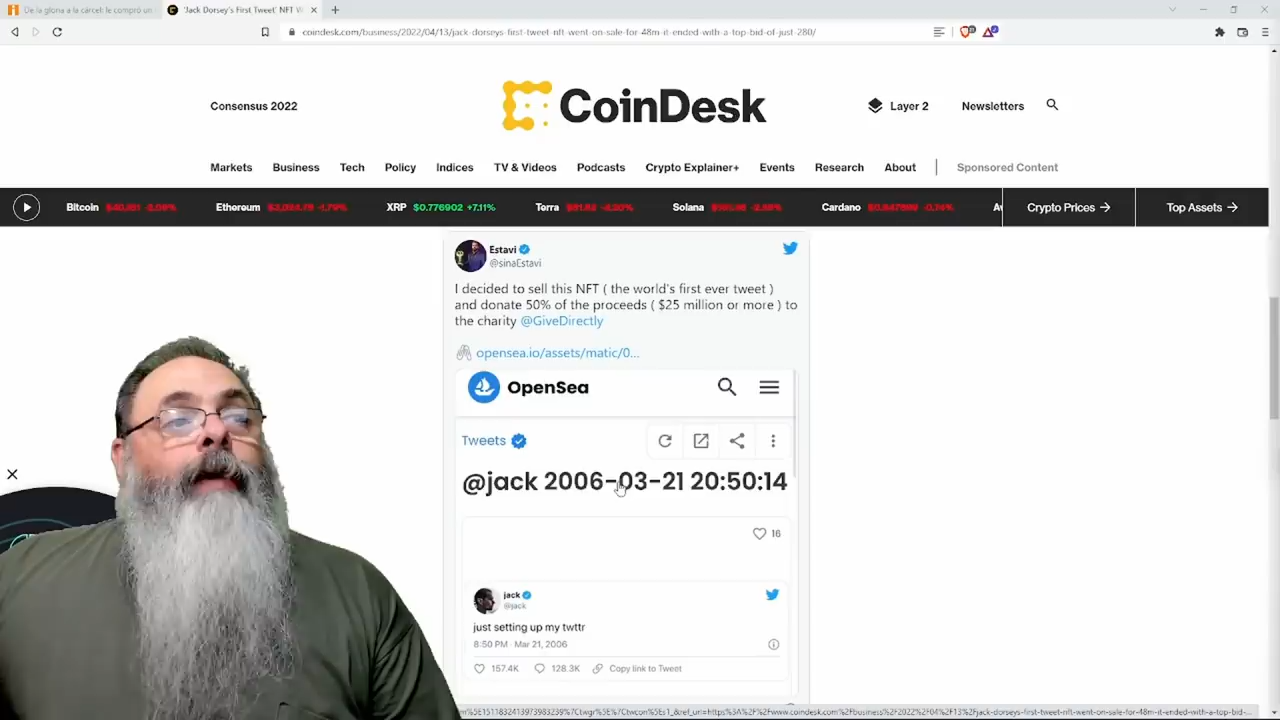 De la gloria a la cárcel: le compró un
'Jack Dorsey's First Tweet' NFT W
coindesk.com/business/2022/04/13/jack-dorseys-first-tweet-nft-went-on-sale-for-48m-it-ended-with-a-top-bid-of-just-280/
Consensus 2022
CoinDesk
Layer 2
Newsletters
Markets Business Tech Policy Indices TV & Videos Podcasts Crypto Explainer+ Events Research About Sponsored Content
Bitcoin Ethereum XRP $0.776902 +7.11% Terra Solana Cardano Av Crypto Prices → Top Assets →
Estavi
@sinaEstavi
I decided to sell this NFT ( the world's first ever tweet )
and donate 50% of the proceeds ( $25 million or more ) to
the charity @GiveDirectly
opensea.io/assets/matic/0...
OpenSea
Tweets
@jack 2006-03-21 20:50:14
16
jack
@jack
just setting up my twttr
8:50 PM · Mar 21, 2006
157.4K 128.3K Copy link to Tweet